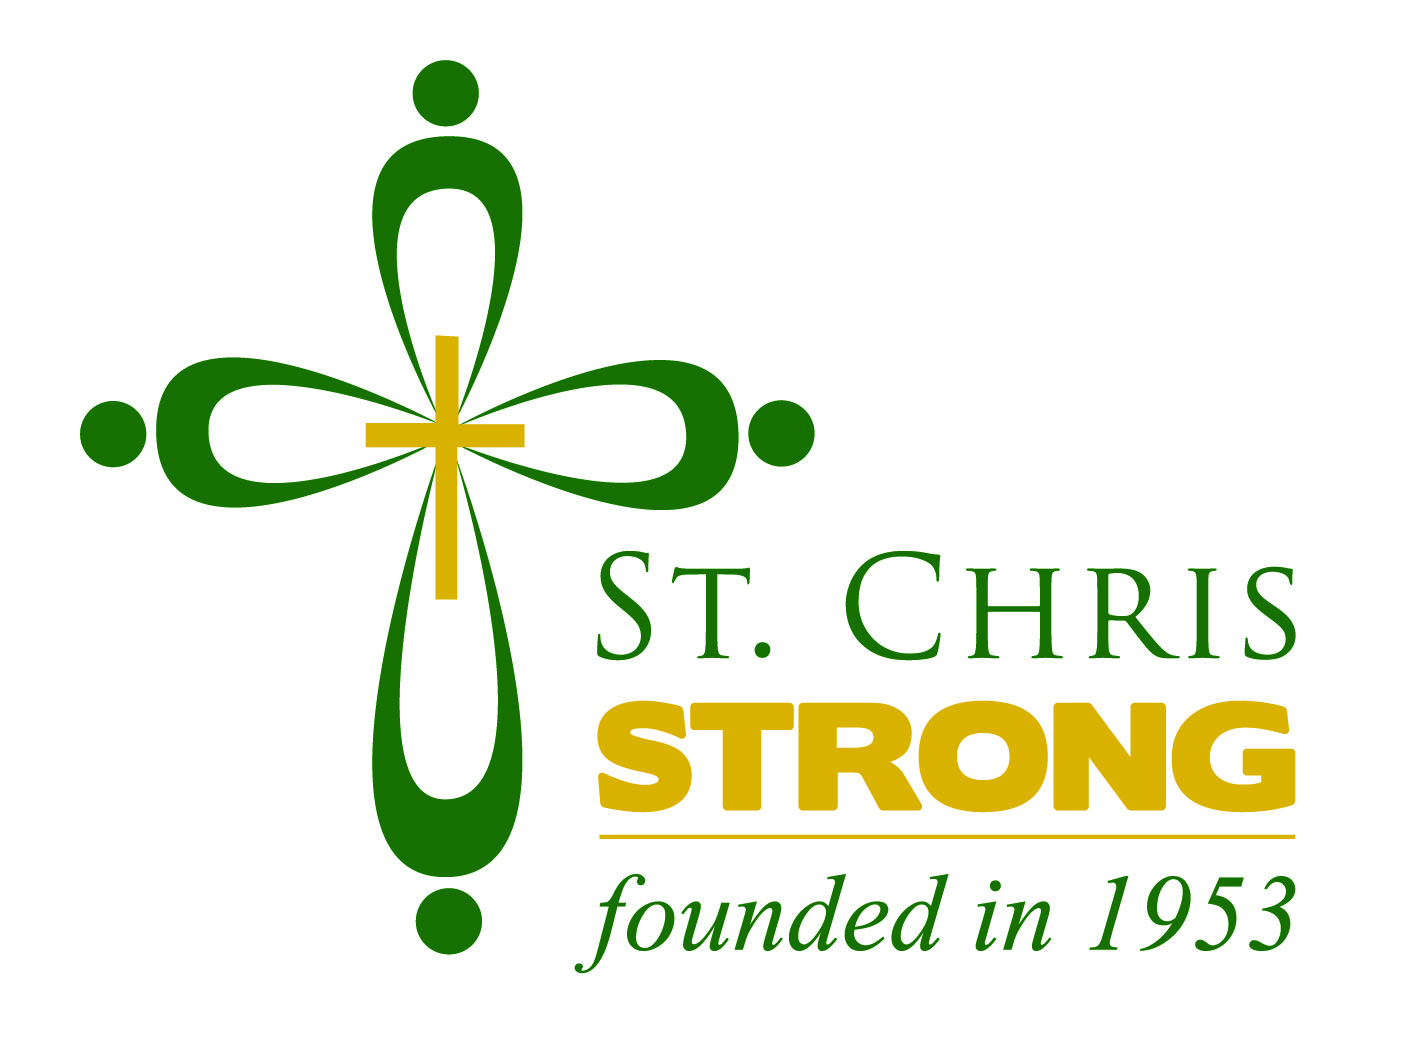 St. Chris
STRONG
founded in 1953